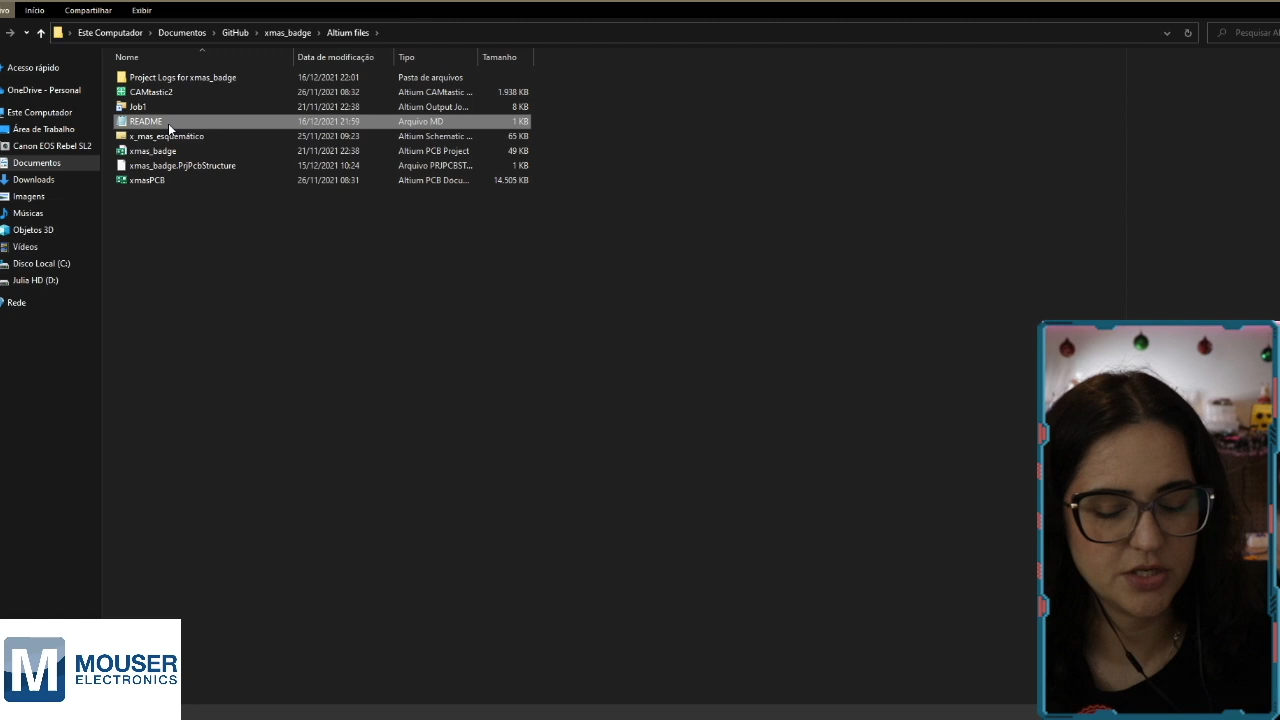 ivo Início Compartilhar Exibir
Este Computador Documentos GitHub xmas_badge Altium files
Pesquisar Al
Nome Data de modificação Tipo Tamanho
Acesso rápido
OneDrive - Personal
Este Computador
Área de Trabalho
Canon EOS Rebel SL2
Documentos
Downloads
Imagens
Músicas
Objetos 3D
Vídeos
Disco Local (C:)
Julia HD (D:)
Rede
Project Logs for xmas_badge 16/12/2021 22:01 Pasta de arquivos
CAMtastic2 26/11/2021 08:32 Altium CAMtastic ... 1.938 KB
Job1 21/11/2021 22:38 Altium Output Jo... 8 KB
README 16/12/2021 21:59 Arquivo MD 1 KB
x_mas_esquemático 25/11/2021 09:23 Altium Schematic ... 65 KB
xmas_badge 21/11/2021 22:38 Altium PCB Project 49 KB
xmas_badge.PrjPcbStructure 15/12/2021 10:24 Arquivo PRJPCBST... 1 KB
xmasPCB 26/11/2021 08:31 Altium PCB Docu... 14.505 KB
M MOUSER
ELECTRONICS